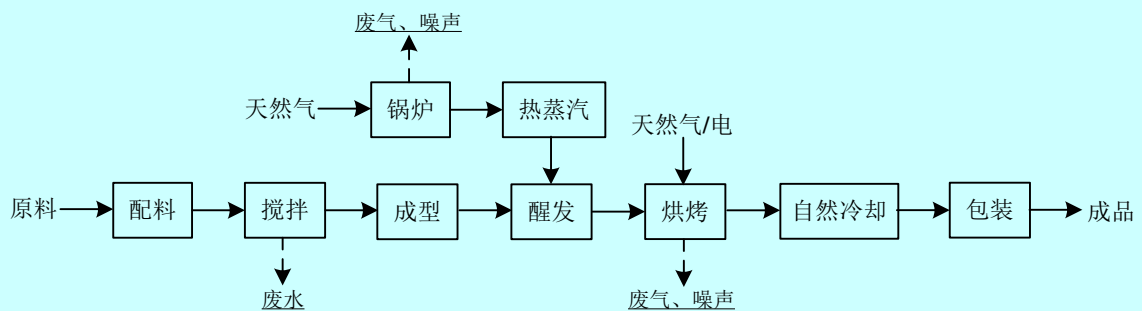 废气、噪声
天然气 锅炉 热蒸汽
天然气/电
原料 配料 搅拌 成型 醒发 烘烤 自然冷却 包装 成品
废水 废气、噪声